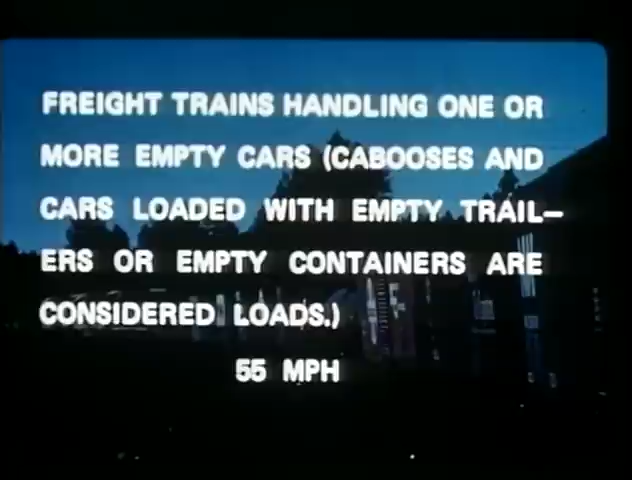 FREIGHT TRAINS HANDLING ONE OR
MORE EMPTY CARS (CABOOSES AND
CARS LOADED WITH EMPTY TRAIL-
ERS OR EMPTY CONTAINERS ARE
CONSIDERED LOADS.)
55 MPH